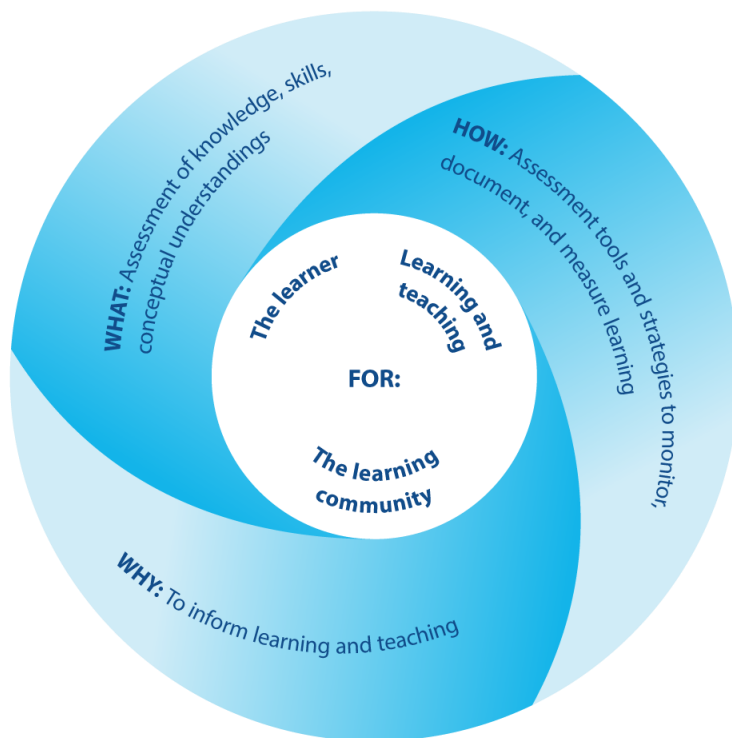 WHAT: Assessment of knowledge, skills,
conceptual understandings
HOW: Assessment tools and strategies to monitor,
document, and measure learning
The learner
Learning and
teaching
FOR:
The learning
community
WHY: To inform learning and teaching